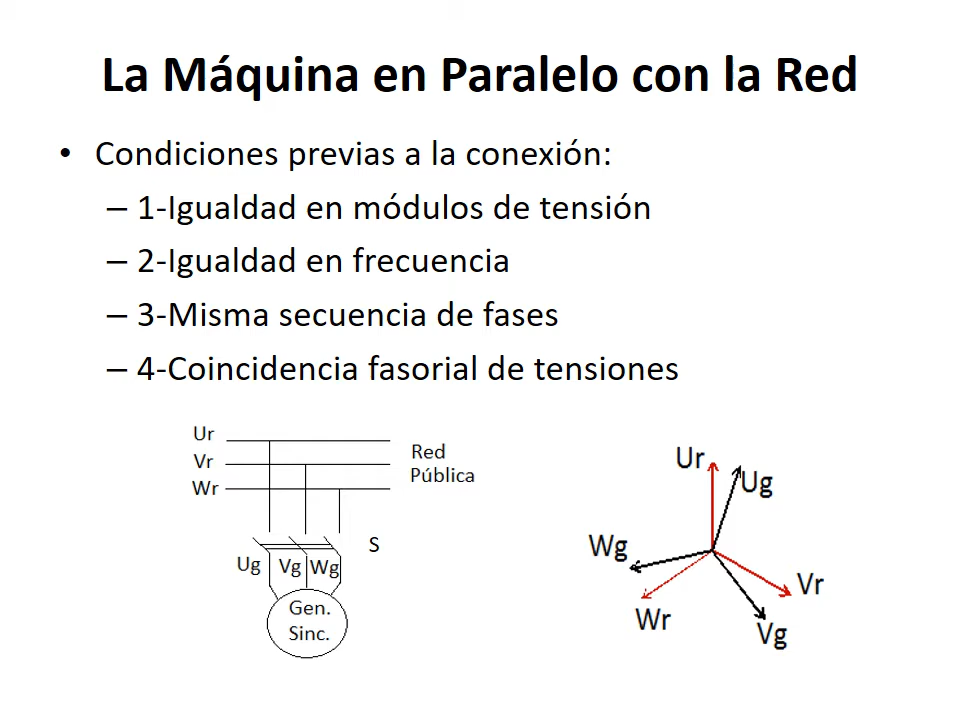 La Máquina en Paralelo con la Red
• Condiciones previas a la conexión:
– 1-Igualdad en módulos de tensión
– 2-Igualdad en frecuencia
– 3-Misma secuencia de fases
– 4-Coincidencia fasorial de tensiones
Ur
Vr
Wr
Red
Pública
S
Ug
Vg
Wg
Gen.
Sinc.
Ur
Ug
Wg
Vr
Wr
Vg